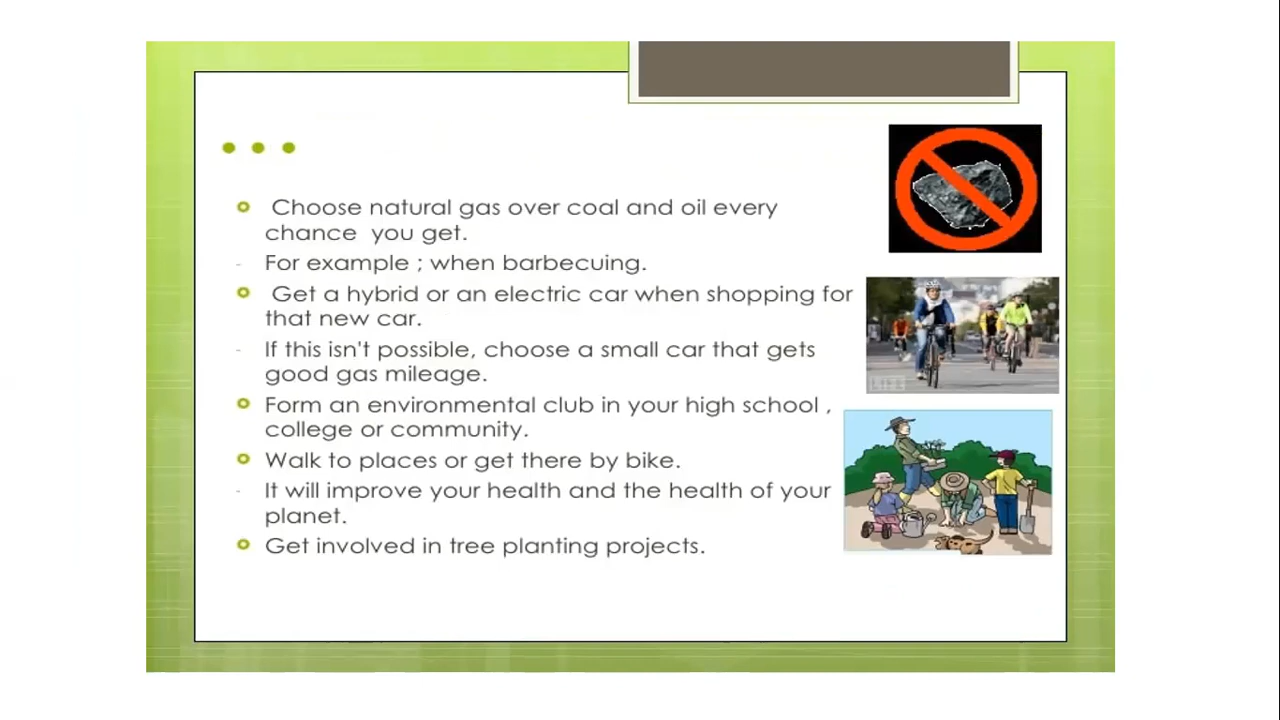 • • •
Choose natural gas over coal and oil every
chance you get.
- For example ; when barbecuing.
Get a hybrid or an electric car when shopping for
that new car.
- If this isn't possible, choose a small car that gets
good gas mileage.
Form an environmental club in your high school ,
college or community.
Walk to places or get there by bike.
- It will improve your health and the health of your
planet.
Get involved in tree planting projects.